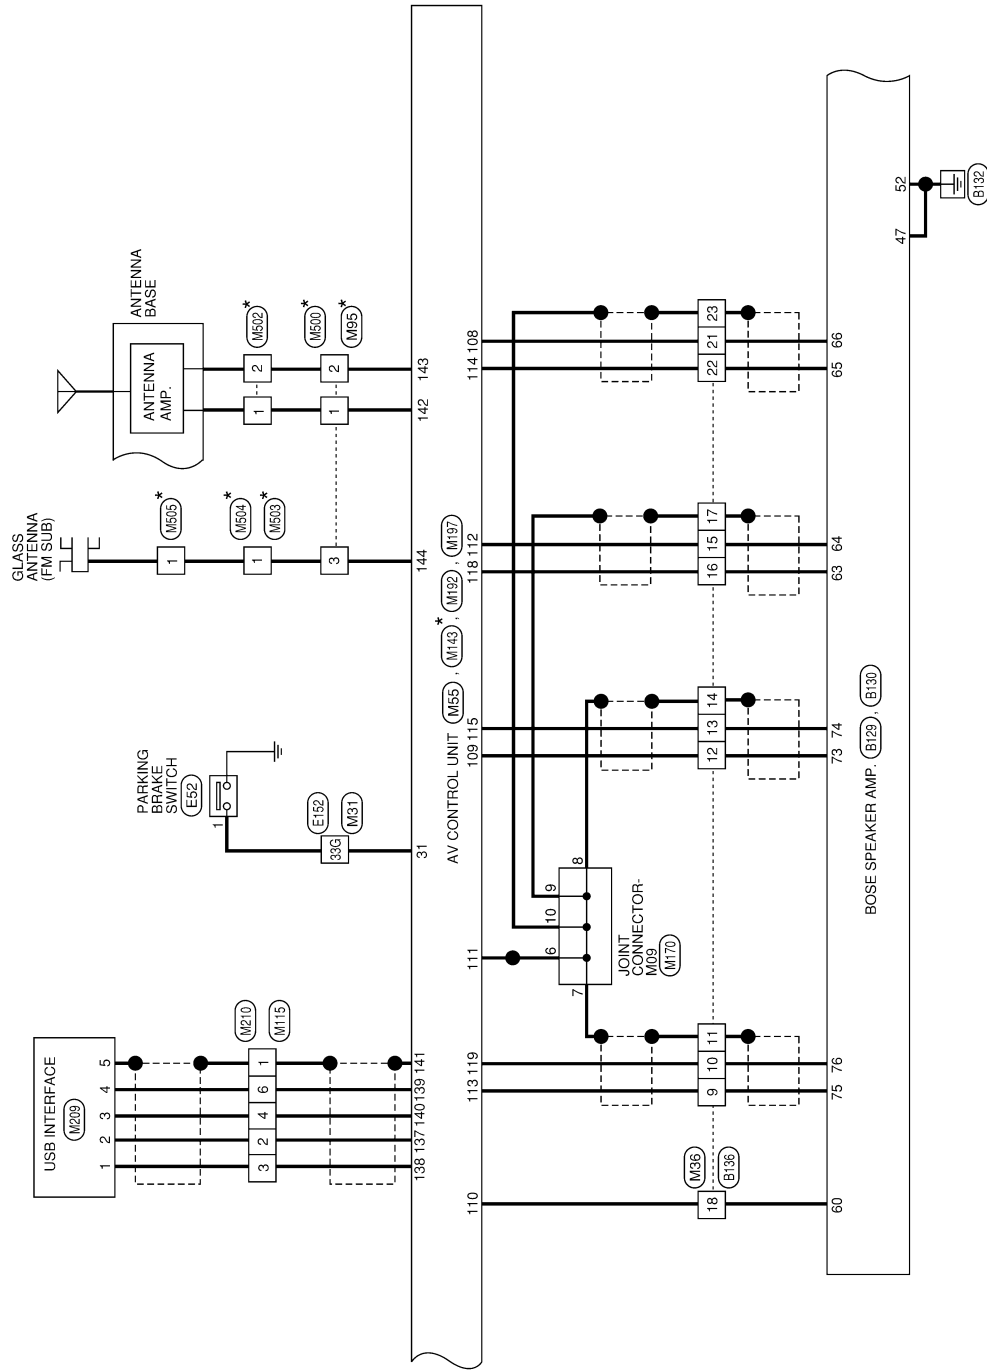 USB INTERFACE
M209
1 2 3 4 5
3 2 4 6 1
M210
M115
138 137 140 139 141
PARKING
BRAKE
SWITCH
E52
1
33G
E152
M31
31
GLASS
ANTENNA
(FM SUB)
1
M505*
1
M504*
M503*
3
144
ANTENNA
BASE
ANTENNA
AMP.
1 2
M502*
1 2
M500*
M95*
142 143
AV CONTROL UNIT M55 , M143* , M192 , M197
110 113 119 111 109 115 118 112 114 108
7 6 10 9 8
JOINT
CONNECTOR-
M09
M170
18
M36
B136
9 10 11
12 13 14
16 15 17
22 21 23
60 75 76 73 74 63 64 65 66
BOSE SPEAKER AMP. B129 , B130
47 52
B132